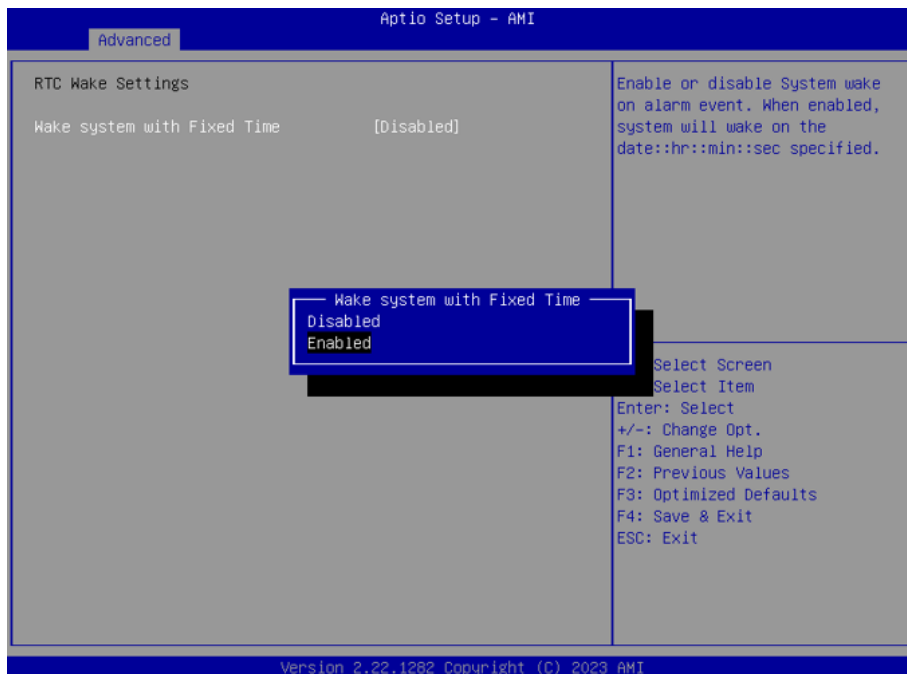 Aptio Setup – AMI
Advanced
RTC Wake Settings
Wake system with Fixed Time [Disabled]
Enable or disable System wake
on alarm event. When enabled,
system will wake on the
date::hr::min::sec specified.
Wake system with Fixed Time
Disabled
Enabled
Select Screen
Select Item
Enter: Select
+/-: Change Opt.
F1: General Help
F2: Previous Values
F3: Optimized Defaults
F4: Save & Exit
ESC: Exit
Version 2.22.1282 Copyright (C) 2023 AMI